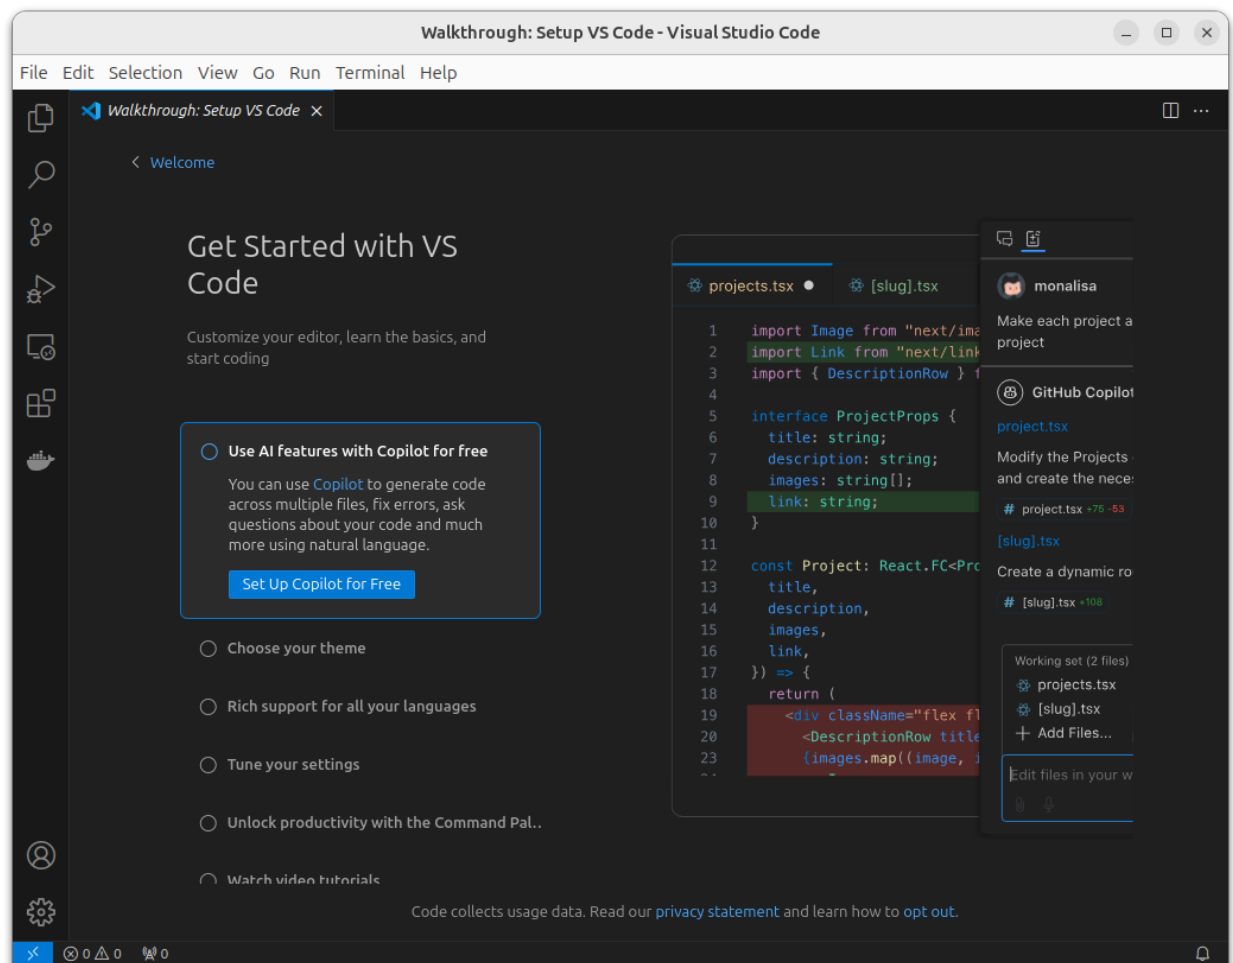 Walkthrough: Setup VS Code - Visual Studio Code
File Edit Selection View Go Run Terminal Help
Walkthrough: Setup VS Code
Welcome
Get Started with VS
Code
Customize your editor, learn the basics, and
start coding
Use AI features with Copilot for free
You can use Copilot to generate code
across multiple files, fix errors, ask
questions about your code and much
more using natural language.
Set Up Copilot for Free
Choose your theme
Rich support for all your languages
Tune your settings
Unlock productivity with the Command Pal..
Watch video tutorials
projects.tsx [slug].tsx
1 import Image from "next/ima
2 import Link from "next/link
3 import { DescriptionRow } f
4
5 interface ProjectProps {
6 title: string;
7 description: string;
8 images: string[];
9 link: string;
10 }
11
12 const Project: React.FC<Pro
13 title,
14 description,
15 images,
16 link,
17 }) => {
18 return (
19 <div className="flex fl
20 <DescriptionRow title
23 {images.map((image, i
monalisa
Make each project a
project
GitHub Copilot
project.tsx
Modify the Projects
and create the neces
# project.tsx +75 -53
[slug].tsx
Create a dynamic ro
# [slug].tsx +108
Working set (2 files)
projects.tsx
[slug].tsx
+ Add Files...
Edit files in your w
Code collects usage data. Read our privacy statement and learn how to opt out.
0 0 0